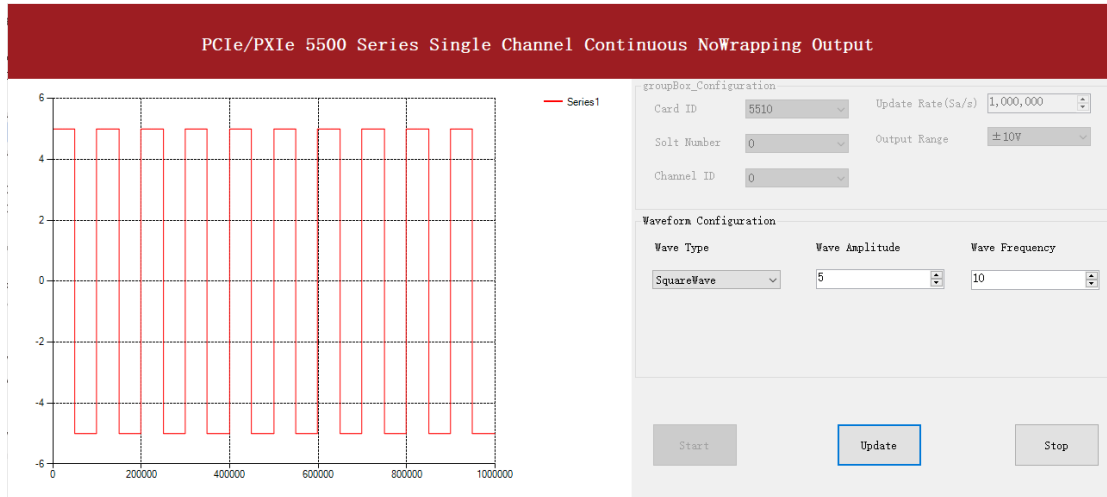 PCIe/PXIe 5500 Series Single Channel Continuous NoWrapping Output
6
4
2
0
-2
-4
-6
0
200000
400000
600000
800000
1000000
Series1
groupBox_Configuration
Card ID
5510
Update Rate(Sa/s)
1,000,000
Solt Number
0
Output Range
±10V
Channel ID
0
Waveform Configuration
Wave Type
Wave Amplitude
Wave Frequency
SquareWave
5
10
Start
Update
Stop